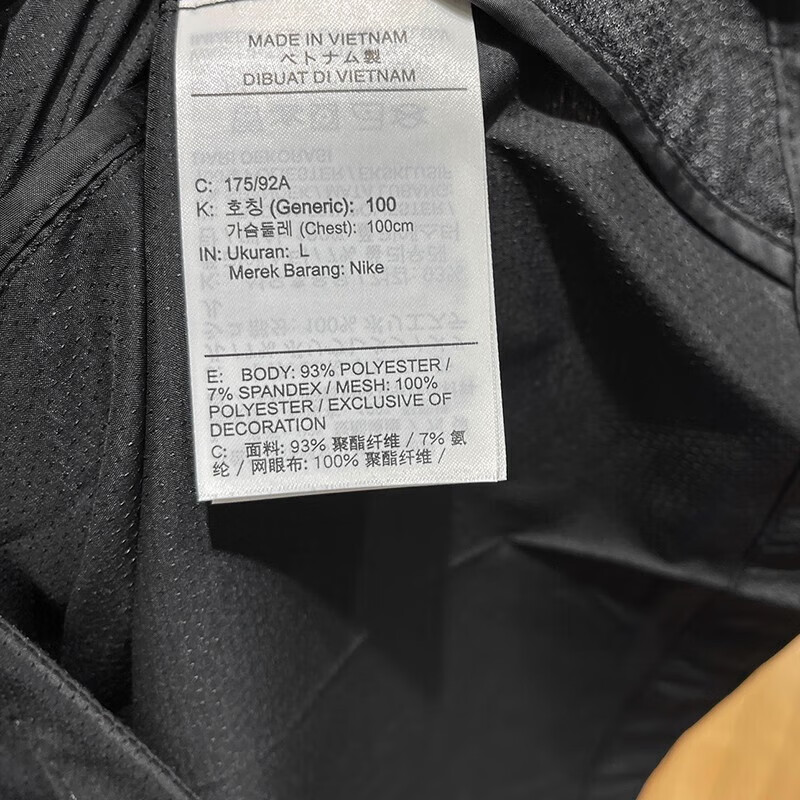 MADE IN VIETNAM
ベトナム製
DIBUAT DI VIETNAM
C: 175/92A
K: 호칭 (Generic): 100
가슴둘레 (Chest): 100cm
IN: Ukuran: L
Merek Barang: Nike
E: BODY: 93% POLYESTER /
7% SPANDEX / MESH: 100%
POLYESTER / EXCLUSIVE OF
DECORATION
C: 面料: 93% 聚酯纤维 / 7% 氨
纶 / 网眼布: 100% 聚酯纤维 /